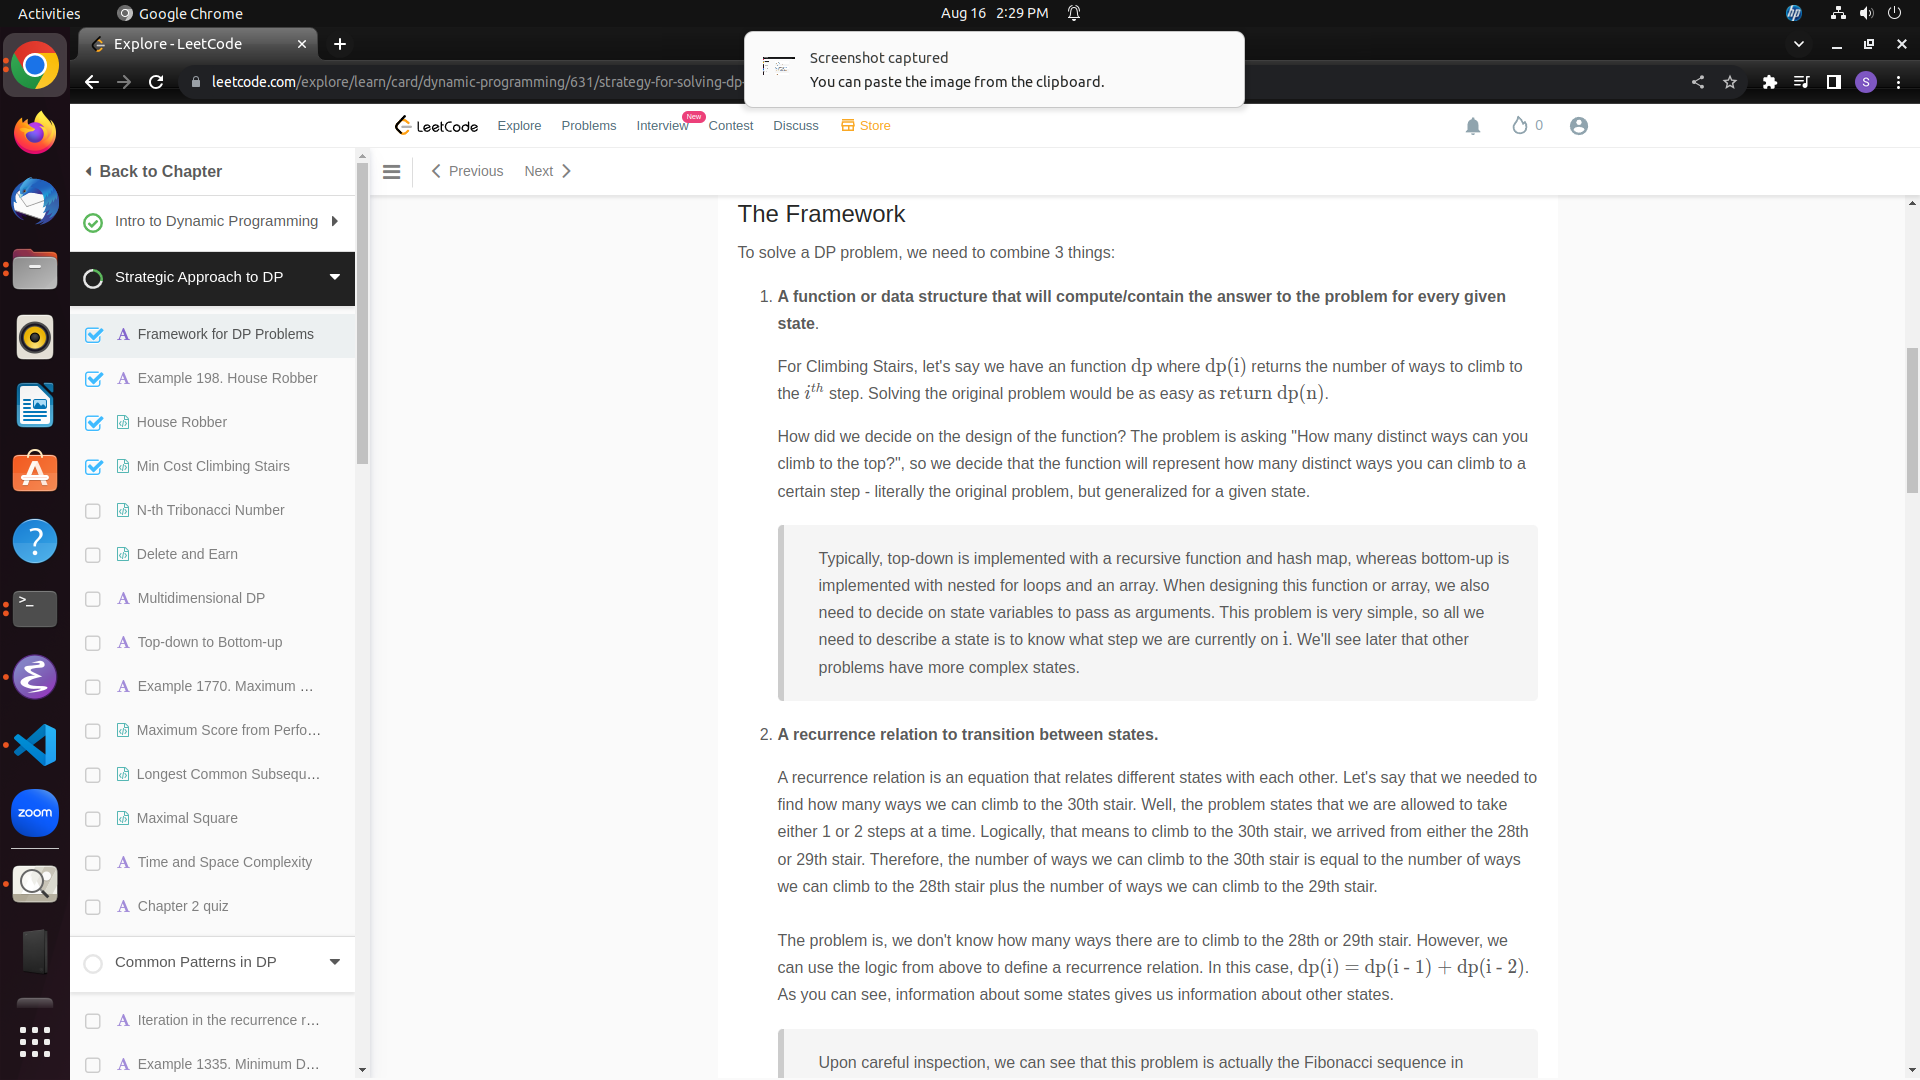 Activities
Google Chrome
Aug 16 2:29 PM
Explore - LeetCode
Screenshot captured
You can paste the image from the clipboard.
leetcode.com/explore/learn/card/dynamic-programming/631/strategy-for-solving-dp-
S
LeetCode
Explore
Problems
Interview
New
Contest
Discuss
Store
0
Back to Chapter
Previous
Next
Intro to Dynamic Programming
Strategic Approach to DP
A Framework for DP Problems
A Example 198. House Robber
House Robber
Min Cost Climbing Stairs
N-th Tribonacci Number
Delete and Earn
A Multidimensional DP
A Top-down to Bottom-up
A Example 1770. Maximum ...
Maximum Score from Perfo...
Longest Common Subsequ...
Maximal Square
A Time and Space Complexity
A Chapter 2 quiz
Common Patterns in DP
A Iteration in the recurrence r...
A Example 1335. Minimum D...
The Framework
To solve a DP problem, we need to combine 3 things:
1. A function or data structure that will compute/contain the answer to the problem for every given
state.
For Climbing Stairs, let's say we have an function dp where dp(i) returns the number of ways to climb to
the i^th step. Solving the original problem would be as easy as return dp(n).
How did we decide on the design of the function? The problem is asking "How many distinct ways can you
climb to the top?", so we decide that the function will represent how many distinct ways you can climb to a
certain step - literally the original problem, but generalized for a given state.
Typically, top-down is implemented with a recursive function and hash map, whereas bottom-up is
implemented with nested for loops and an array. When designing this function or array, we also
need to decide on state variables to pass as arguments. This problem is very simple, so all we
need to describe a state is to know what step we are currently on i. We'll see later that other
problems have more complex states.
2. A recurrence relation to transition between states.
A recurrence relation is an equation that relates different states with each other. Let's say that we needed to
find how many ways we can climb to the 30th stair. Well, the problem states that we are allowed to take
either 1 or 2 steps at a time. Logically, that means to climb to the 30th stair, we arrived from either the 28th
or 29th stair. Therefore, the number of ways we can climb to the 30th stair is equal to the number of ways
we can climb to the 28th stair plus the number of ways we can climb to the 29th stair.
The problem is, we don't know how many ways there are to climb to the 28th or 29th stair. However, we
can use the logic from above to define a recurrence relation. In this case, dp(i) = dp(i - 1) + dp(i - 2).
As you can see, information about some states gives us information about other states.
Upon careful inspection, we can see that this problem is actually the Fibonacci sequence in
hp
>_
?
zoom